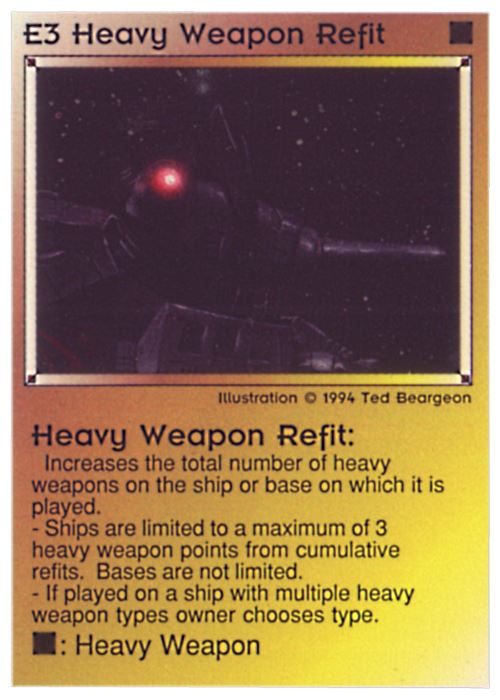 E3 Heavy Weapon Refit
Illustration © 1994 Ted Beargeon
Heavy Weapon Refit:
Increases the total number of heavy
weapons on the ship or base on which it is
played.
- Ships are limited to a maximum of 3
heavy weapon points from cumulative
refits. Bases are not limited.
- If played on a ship with multiple heavy
weapon types owner chooses type.
■: Heavy Weapon